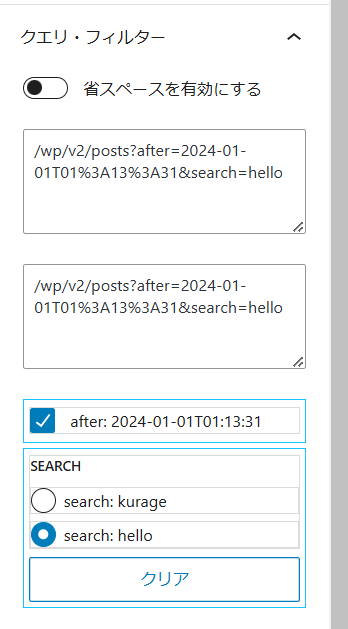 クエリ・フィルター
省スペースを有効にする
/wp/v2/posts?after=2024-01-
01T01%3A13%3A31&search=hello
/wp/v2/posts?after=2024-01-
01T01%3A13%3A31&search=hello
after: 2024-01-01T01:13:31
SEARCH
search: kurage
search: hello
クリア